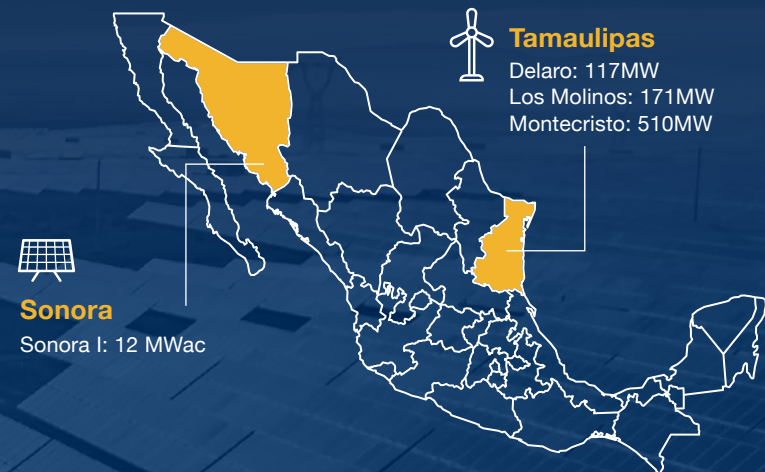 Tamaulipas
Delaro: 117MW
Los Molinos: 171MW
Montecristo: 510MW
Sonora
Sonora I: 12 MWac